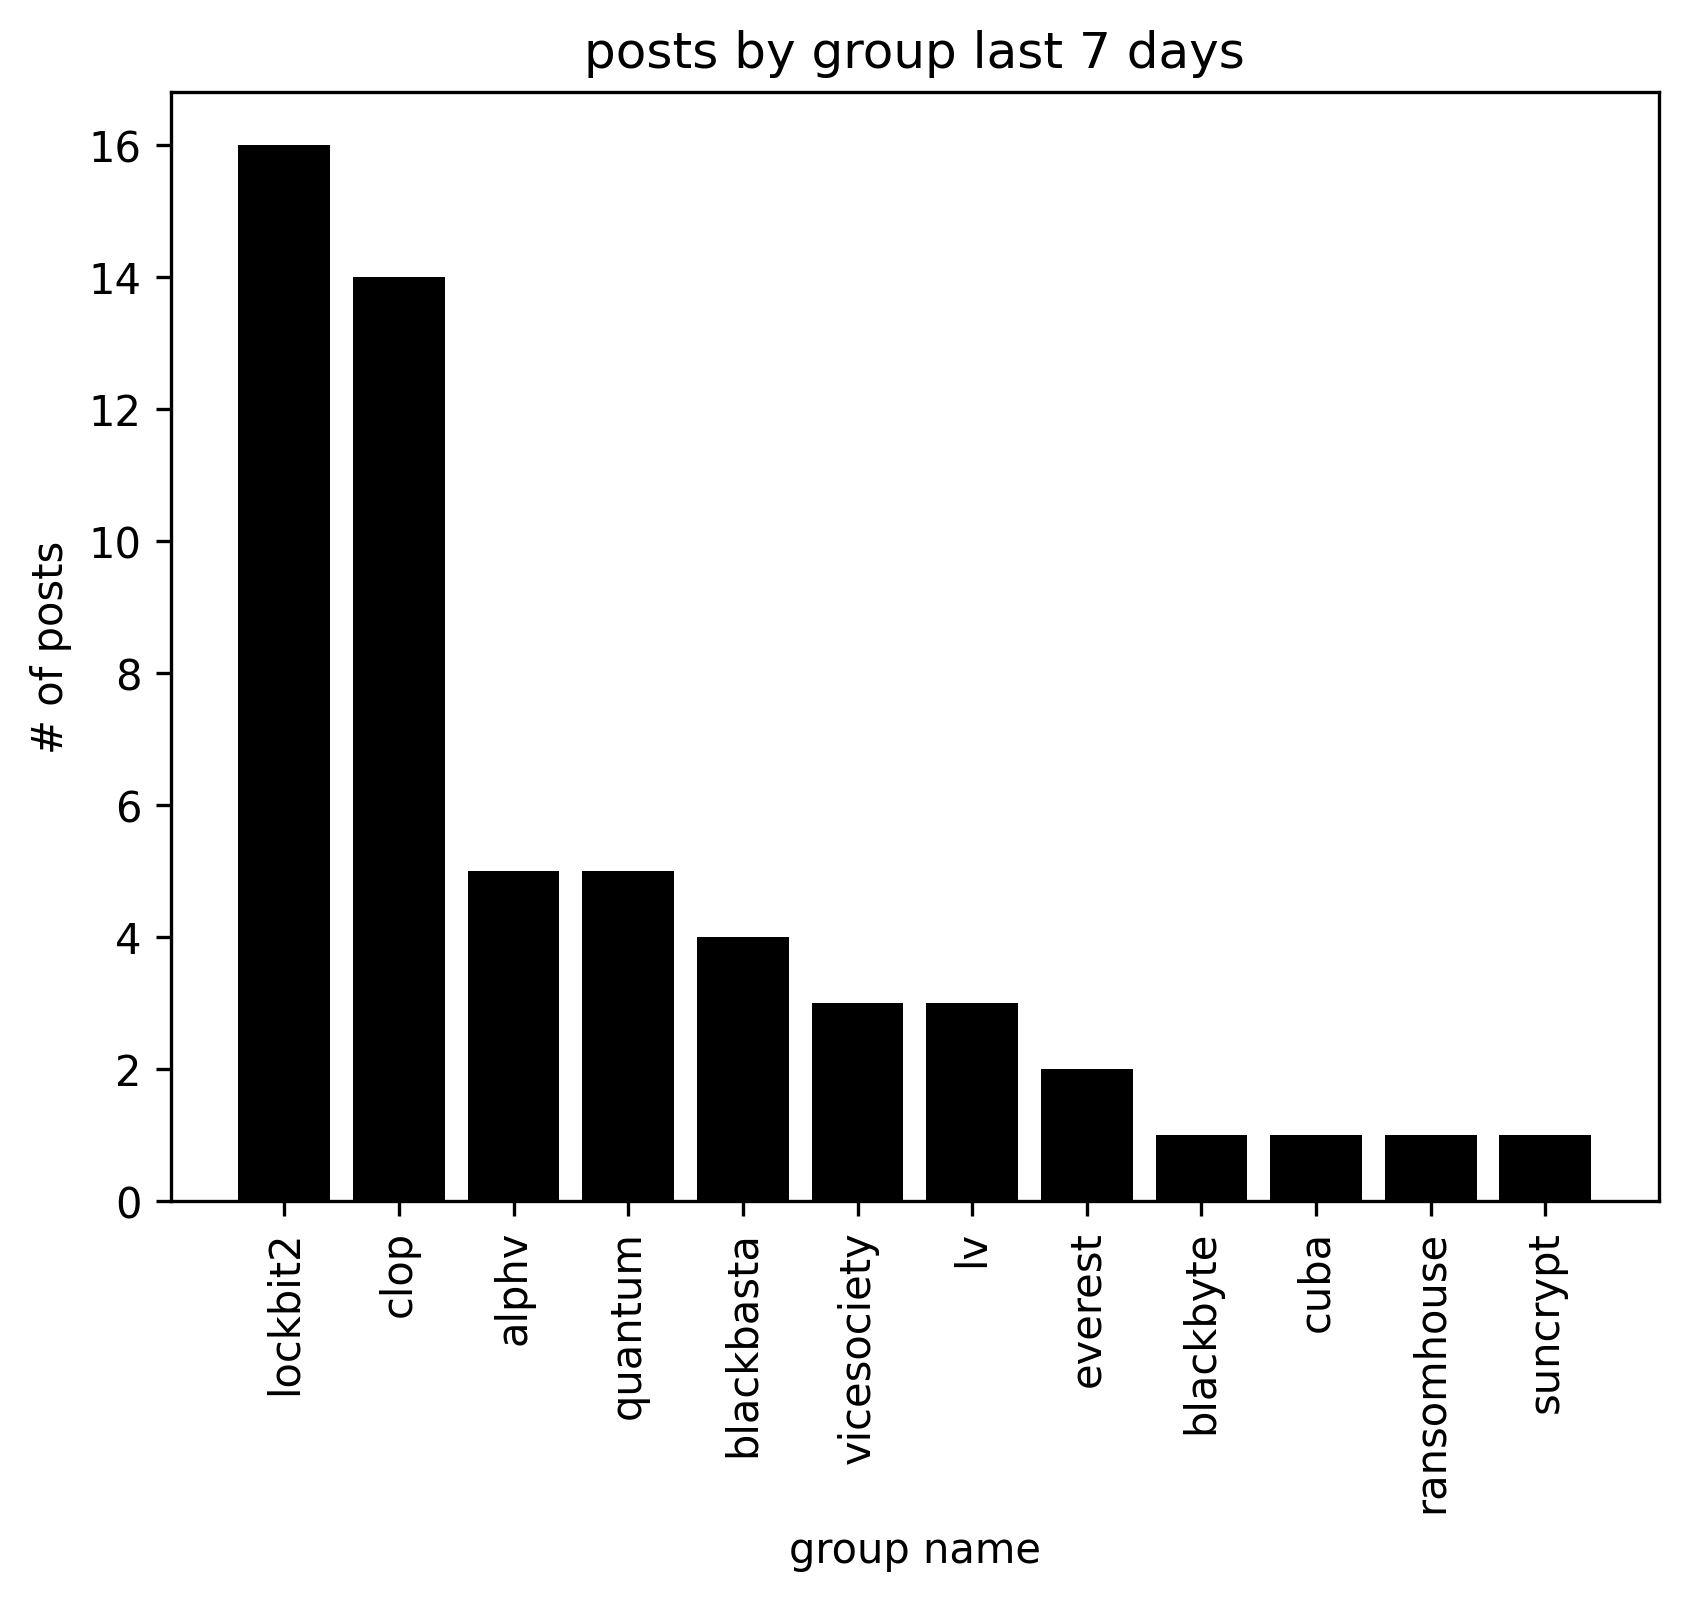 posts by group last 7 days
16
14
12
10
8
6
4
2
0
# of posts
lockbit2
clop
alphv
quantum
blackbasta
vicesociety
lv
everest
blackbyte
cuba
ransomhouse
suncrypt
group name